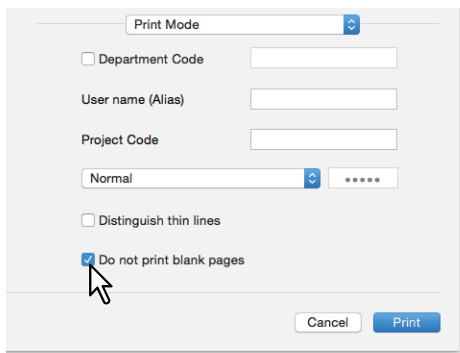 Print Mode
Department Code
User name (Alias)
Project Code
Normal •••••
Distinguish thin lines
Do not print blank pages
Cancel Print